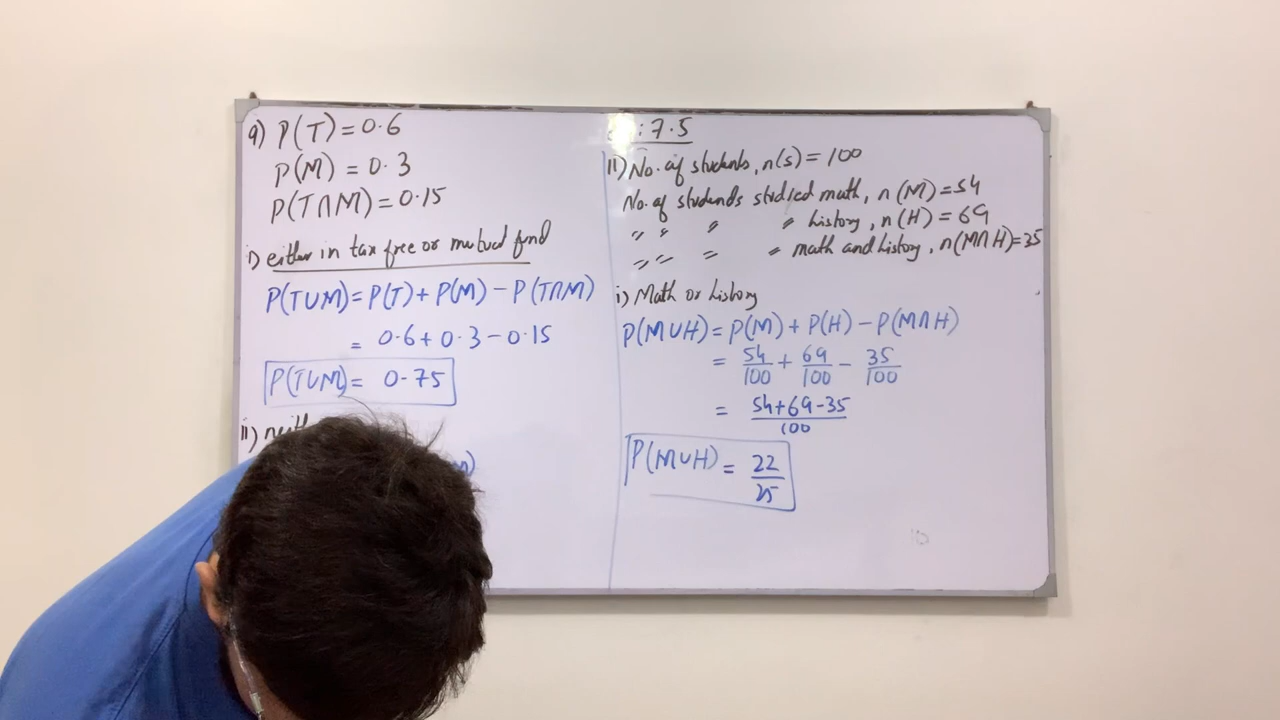 9) P(T) = 0.6
P(M) = 0.3
P(T∩M) = 0.15
i) either in tax free or mutual fund
P(T∪M) = P(T) + P(M) - P(T∩M)
= 0.6 + 0.3 - 0.15
P(T∪M) = 0.75
ii)
: 7.5
11) No. of students, n(s) = 100
No. of students studied math, n(M) = 54
〃 〃 〃 〃 history, n(H) = 69
〃 〃 〃 〃 math and history, n(M∩H) = 35
i) Math or history
P(M∪H) = P(M) + P(H) - P(M∩H)
= 54/100 + 69/100 - 35/100
= 54+69-35/100
P(M∪H) = 22/25